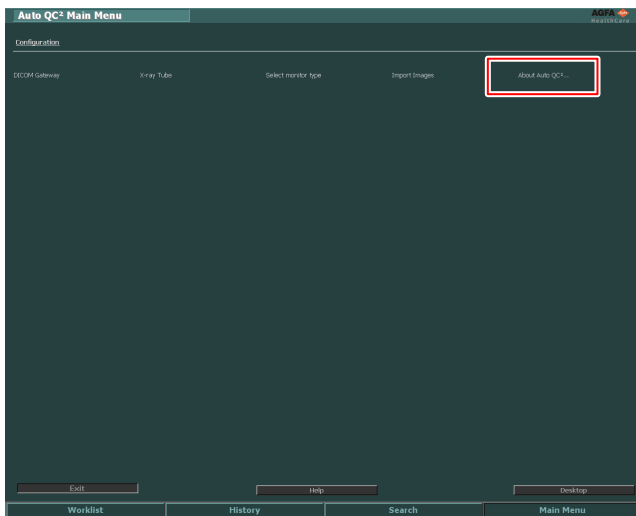 Auto QC² Main Menu
AGFA
HealthCare
Configuration
DICOM Gateway X-ray Tube Select monitor type Import Images About Auto QC²...
Exit Help Desktop
Worklist History Search Main Menu